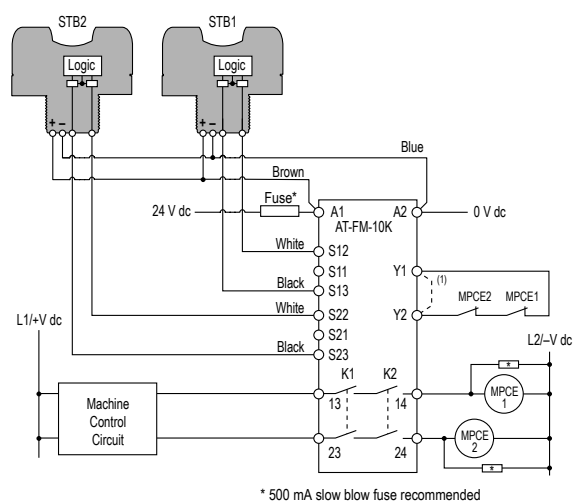 STB2
STB1
Logic
Logic
+ –
+ –
Blue
Brown
24 V dc
Fuse*
A1
A2
0 V dc
AT-FM-10K
White
S12
S11
Y1
(1)
Black
S13
MPCE2
MPCE1
White
S22
Y2
L1/+V dc
S21
L2/–V dc
Black
S23
*
K1
K2
Machine
Control
Circuit
13
14
MPCE
1
23
24
MPCE
2
*
* 500 mA slow blow fuse recommended